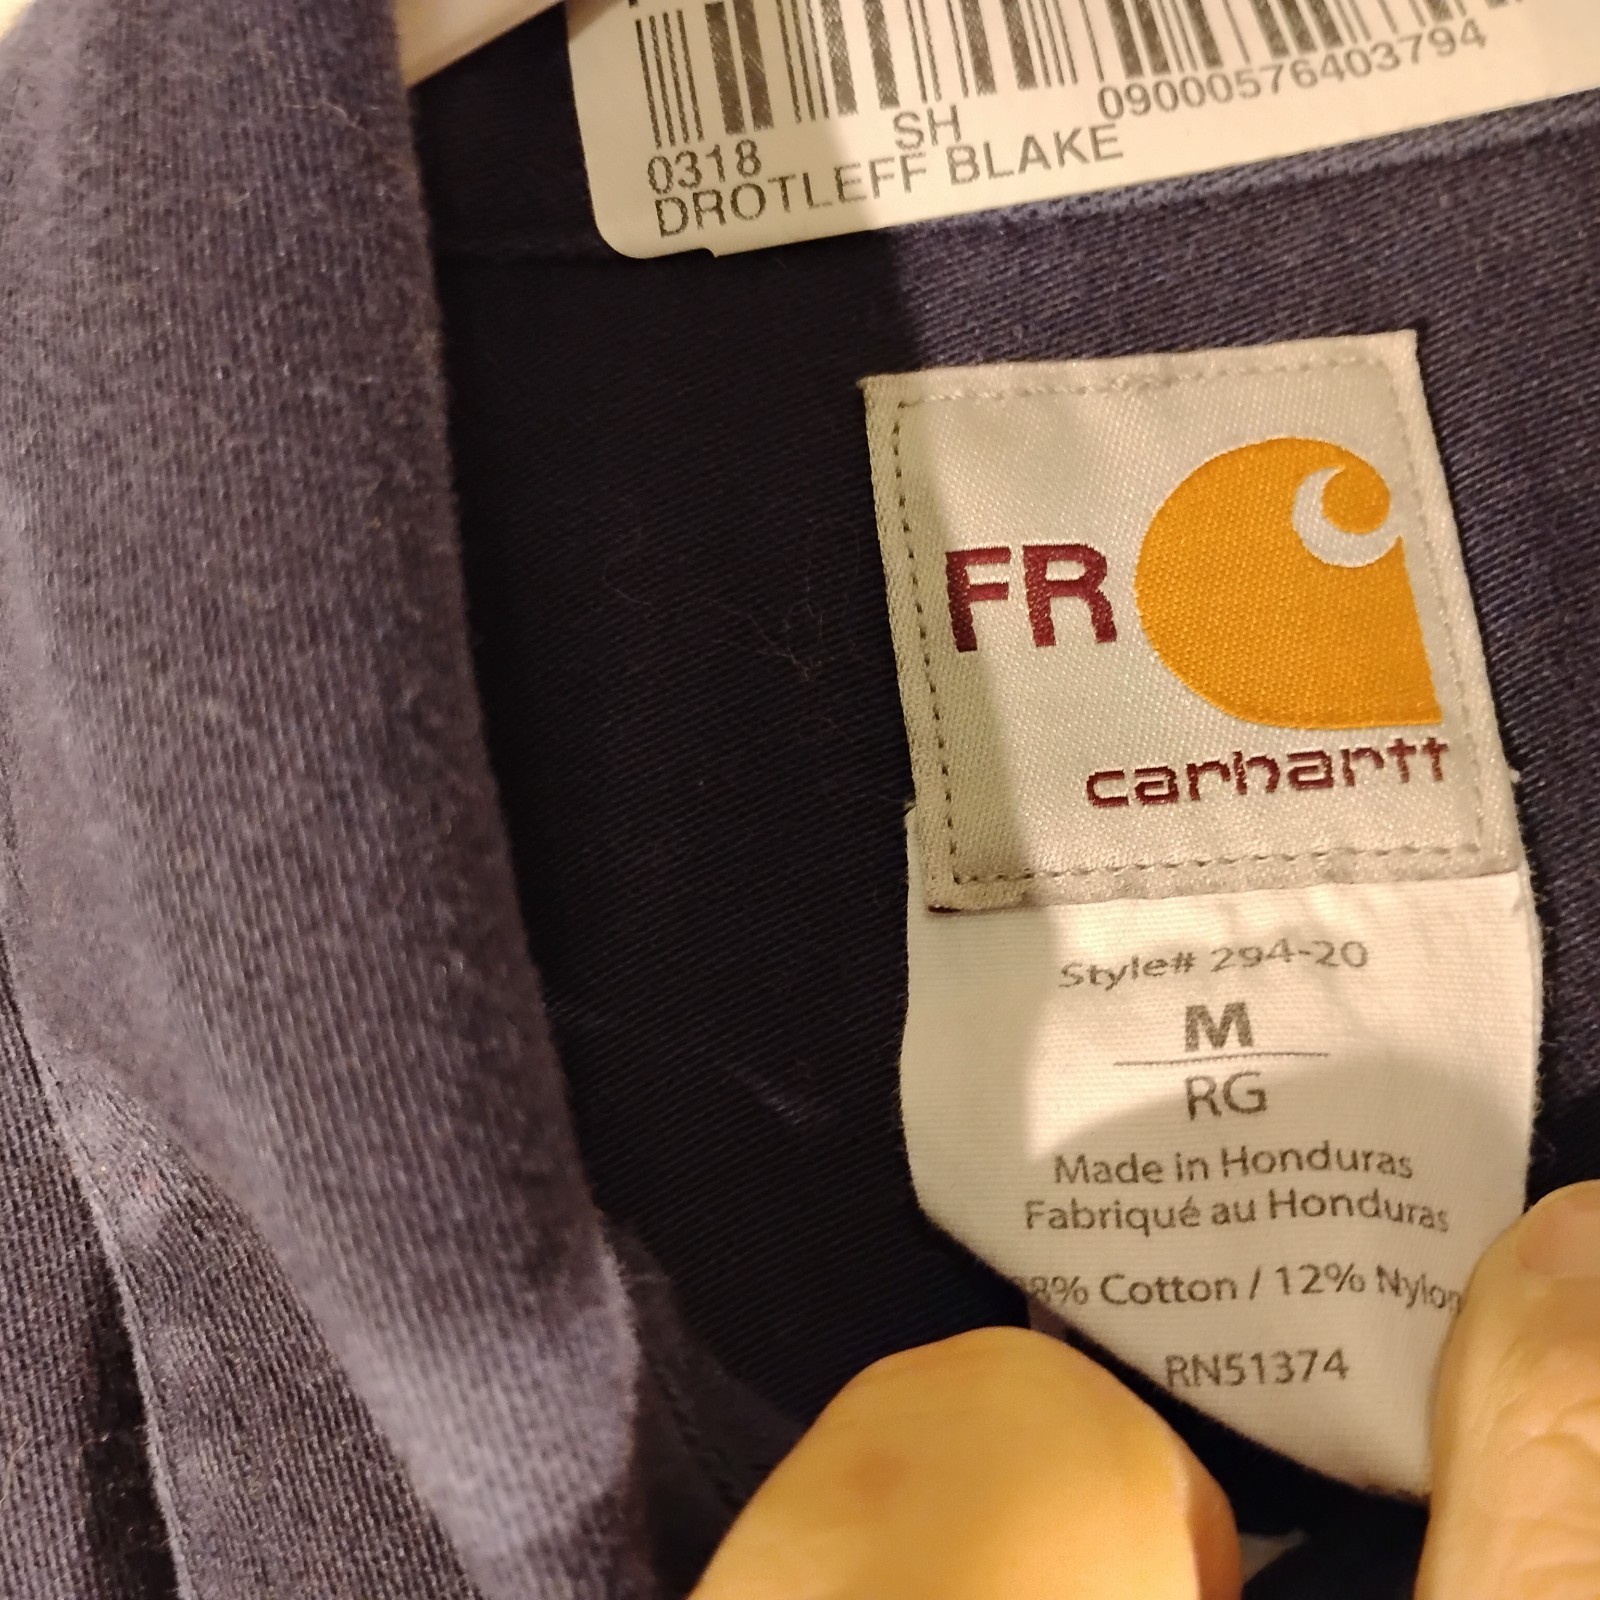 09000576403794
SH
0318
DROTLEFF BLAKE
FR
carhartt
Style# 294-20
M
RG
Made in Honduras
Fabriqué au Honduras
8% Cotton / 12% Nylon
RN51374